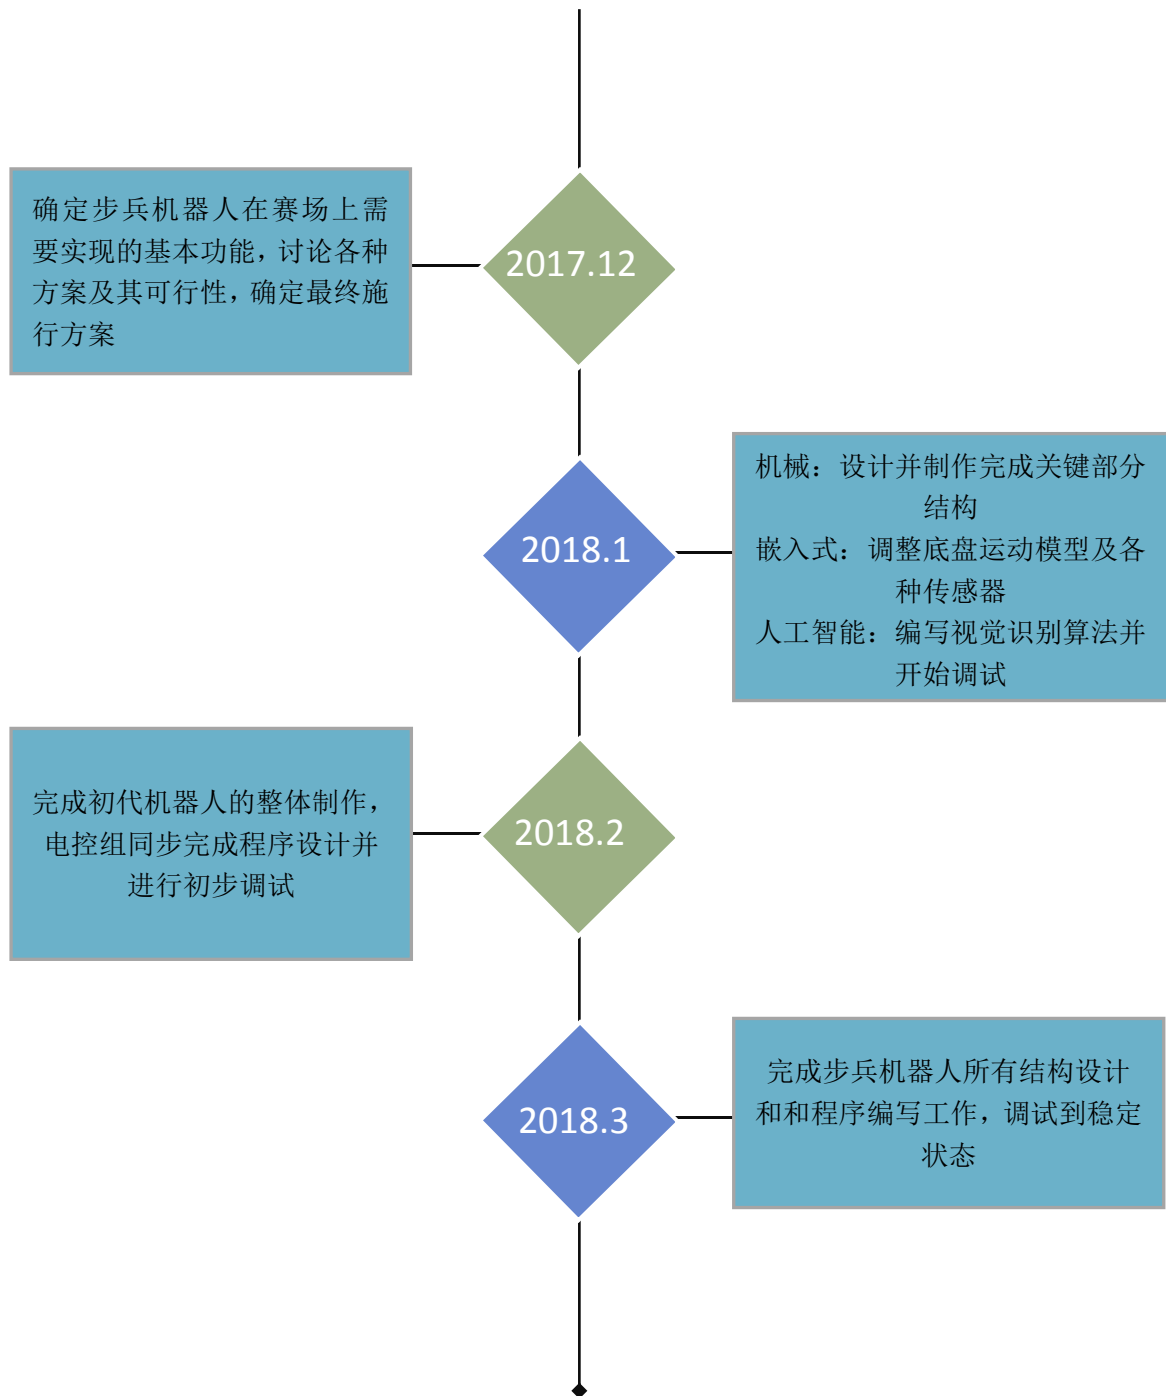 确定步兵机器人在赛场上需
要实现的基本功能，讨论各种
方案及其可行性，确定最终施
行方案
2017.12
2018.1
机械：设计并制作完成关键部分
结构
嵌入式：调整底盘运动模型及各
种传感器
人工智能：编写视觉识别算法并
开始调试
完成初代机器人的整体制作，
电控组同步完成程序设计并
进行初步调试
2018.2
2018.3
完成步兵机器人所有结构设计
和和程序编写工作，调试到稳定
状态